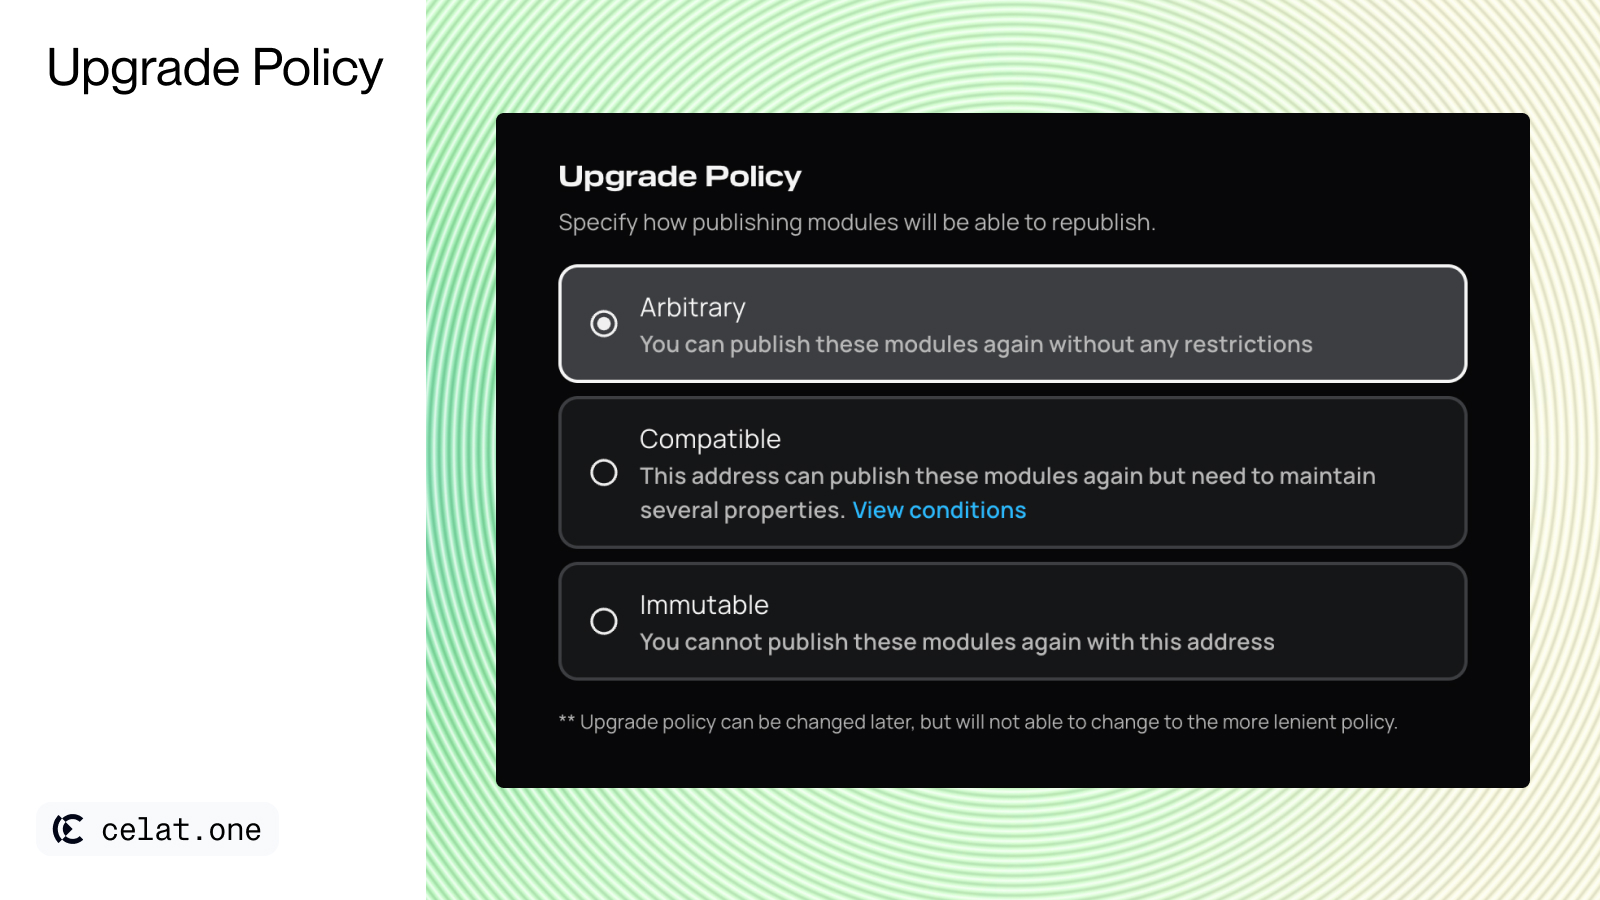 Upgrade Policy
Upgrade Policy
Specify how publishing modules will be able to republish.
Arbitrary
You can publish these modules again without any restrictions
Compatible
This address can publish these modules again but need to maintain
several properties. View conditions
Immutable
You cannot publish these modules again with this address
** Upgrade policy can be changed later, but will not able to change to the more lenient policy.
celat.one